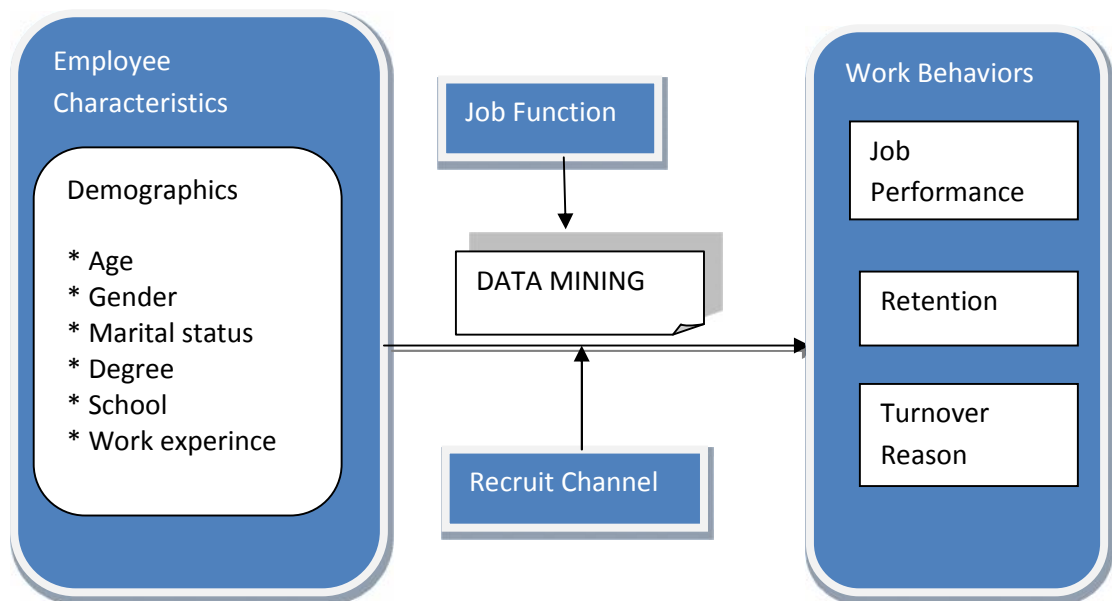 Employee
Characteristics
Demographics
* Age
* Gender
* Marital status
* Degree
* School
* Work experince
Job Function
DATA MINING
Recruit Channel
Work Behaviors
Job
Performance
Retention
Turnover
Reason